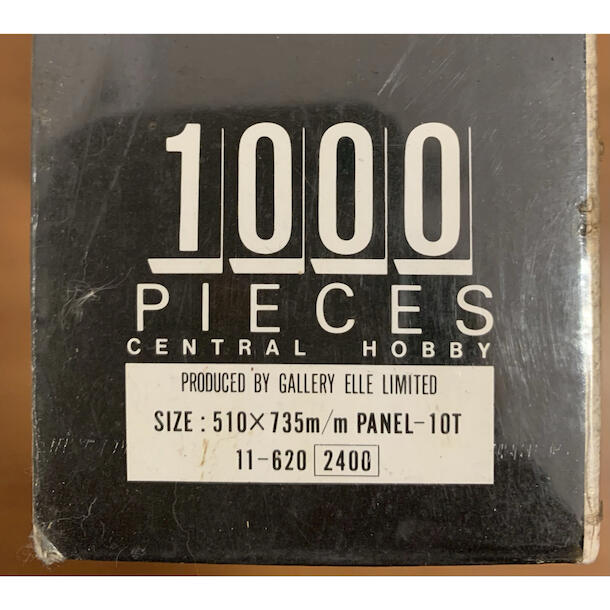 1000
PIECES
CENTRAL HOBBY
PRODUCED BY GALLERY ELLE LIMITED
SIZE : 510×735m/m PANEL-10T
11-620 2400